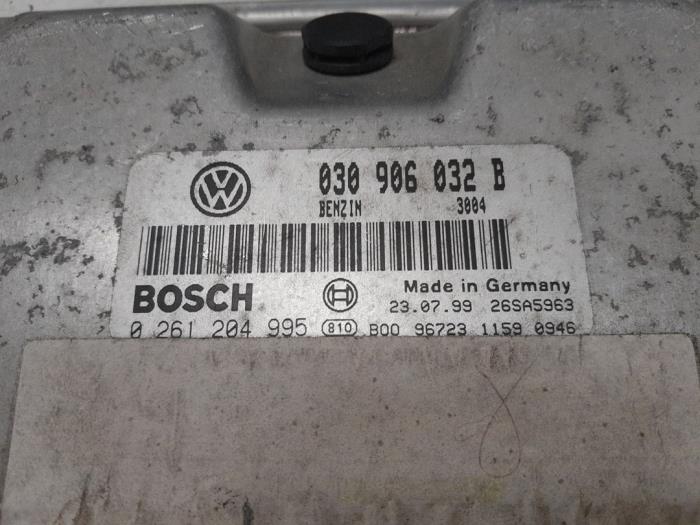 030 906 032 B
BENZIN 3004
BOSCH Made in Germany
23.07.99 26SA5963
0 261 204 995 810 B00 96723 1159 0946